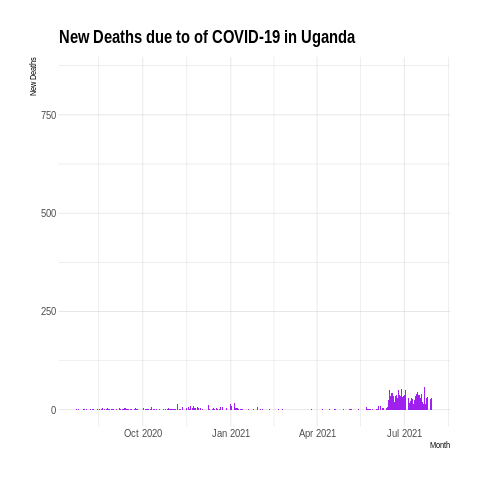 New Deaths due to of COVID-19 in Uganda
New Deaths
750
500
250
0
Oct 2020 Jan 2021 Apr 2021 Jul 2021
Month